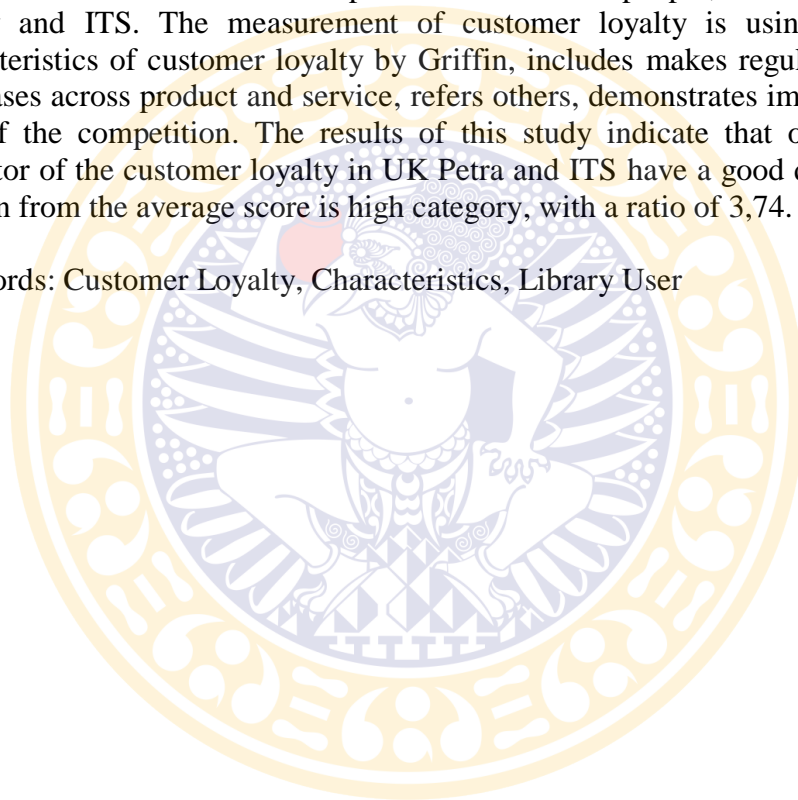 and ITS. The measurement of customer loyalty is usin
teristics of customer loyalty by Griffin, includes makes regul
ases across product and service, refers others, demonstrates im
f the competition. The results of this study indicate that o
tor of the customer loyalty in UK Petra and ITS have a good
n from the average score is high category, with a ratio of 3,74.
ords: Customer Loyalty, Characteristics, Library User